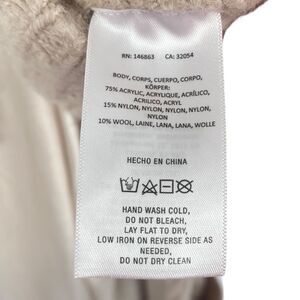 RN: 146863 CA: 32054
BODY, CORPS, CUERPO, CORPO,
KÖRPER:
75% ACRYLIC, ACRYLIQUE, ACRÍLICO,
ACRILICO, ACRYL
15% NYLON, NYLON, NYLON, NYLON,
NYLON
10% WOOL, LAINE, LANA, LANA, WOLLE
HECHO EN CHINA
HAND WASH COLD,
DO NOT BLEACH,
LAY FLAT TO DRY,
LOW IRON ON REVERSE SIDE AS
NEEDED,
DO NOT DRY CLEAN